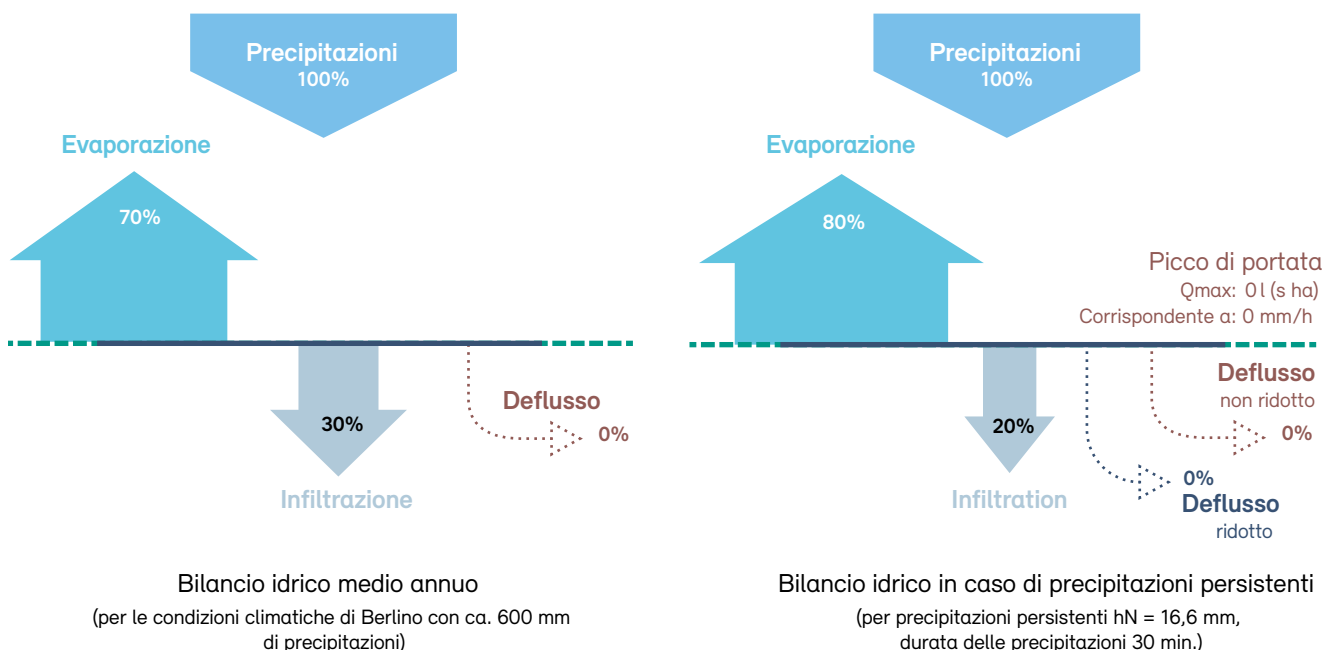 Precipitazioni
100%
Evaporazione
70%
30%
Infiltrazione
Deflusso
0%
Bilancio idrico medio annuo
(per le condizioni climatiche di Berlino con ca. 600 mm
di precipitazioni)
Precipitazioni
100%
Evaporazione
80%
Picco di portata
Qmax: 0 l (s ha)
Corrispondente a: 0 mm/h
20%
Infiltration
Deflusso
non ridotto
0%
0%
Deflusso
ridotto
Bilancio idrico in caso di precipitazioni persistenti
(per precipitazioni persistenti hN = 16,6 mm,
durata delle precipitazioni 30 min.)